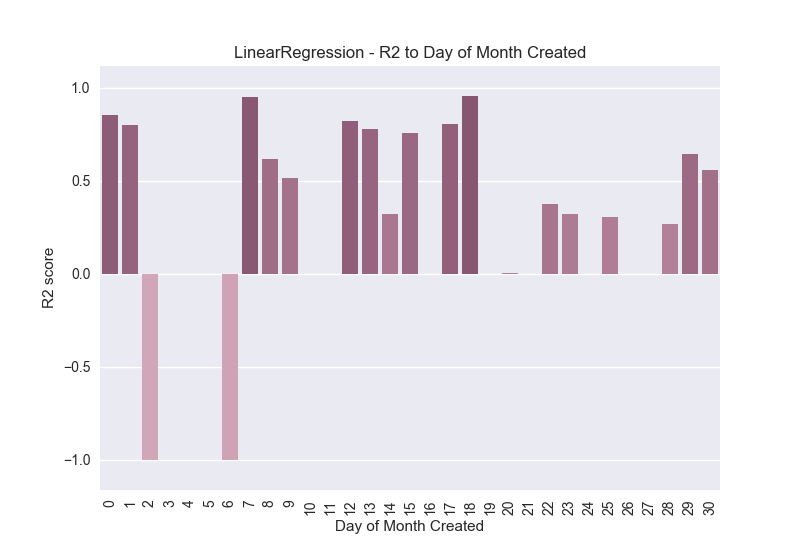 LinearRegression - R2 to Day of Month Created
1.0
0.5
0.0
−0.5
−1.0
R2 score
0 1 2 3 4 5 6 7 8 9 10 11 12 13 14 15 16 17 18 19 20 21 22 23 24 25 26 27 28 29 30
Day of Month Created